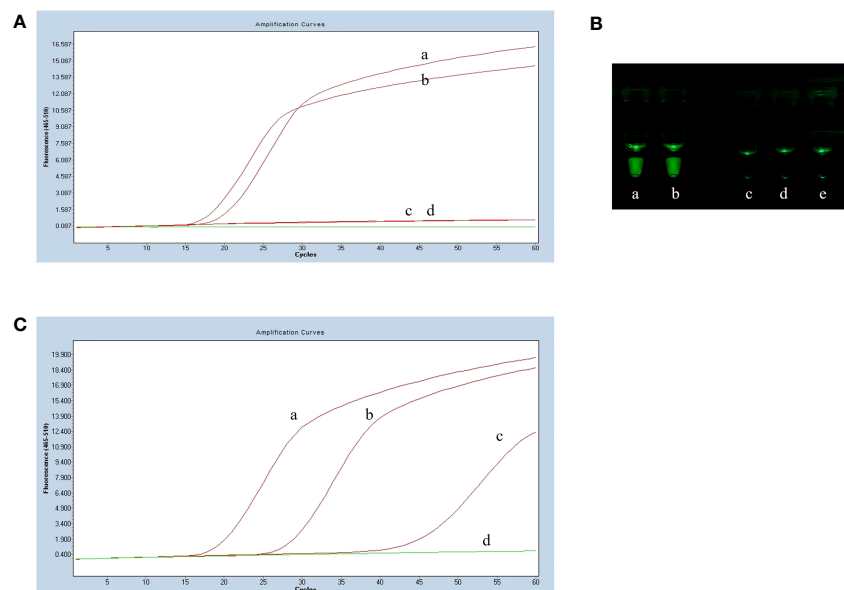 A
Amplification Curves
16.587
15.087
13.587
12.087
10.587
9.087
7.587
6.087
4.587
3.087
1.587
0.087
Fluorescence (465-510)
a
b
c d
5 10 15 20 25 30 35 40 45 50 55 60
Cycles
B
a b c d e
C
Amplification Curves
19.900
18.400
16.900
15.400
13.900
12.400
10.900
9.400
7.900
6.400
4.900
3.400
1.900
0.400
Fluorescence (465-510)
a b
c
d
5 10 15 20 25 30 35 40 45 50 55 60
Cycles